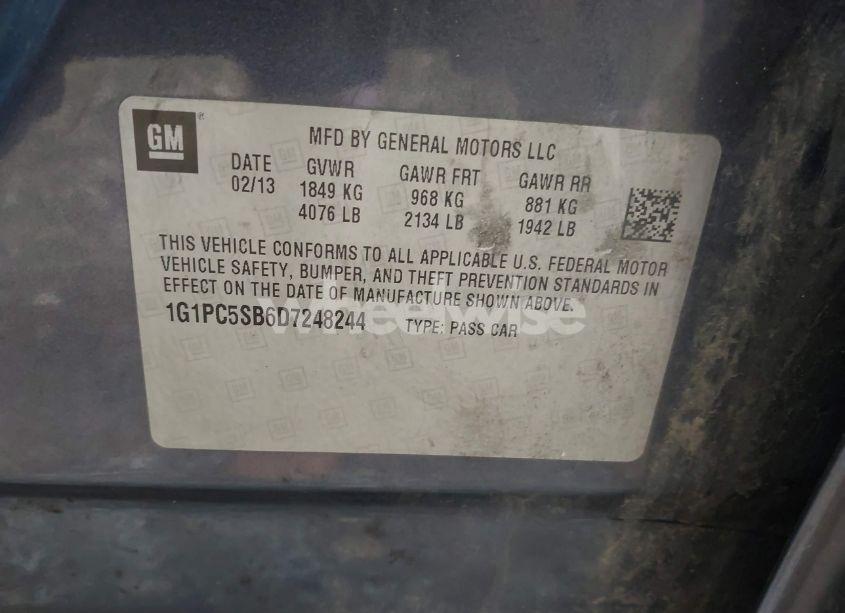 GM
MFD BY GENERAL MOTORS LLC
DATE GVWR GAWR FRT GAWR RR
02/13 1849 KG 968 KG 881 KG
4076 LB 2134 LB 1942 LB
THIS VEHICLE CONFORMS TO ALL APPLICABLE U.S. FEDERAL MOTOR
VEHICLE SAFETY, BUMPER, AND THEFT PREVENTION STANDARDS IN
EFFECT ON THE DATE OF MANUFACTURE SHOWN ABOVE.
1G1PC5SB6D7248244 TYPE: PASS CAR
Wheelwise